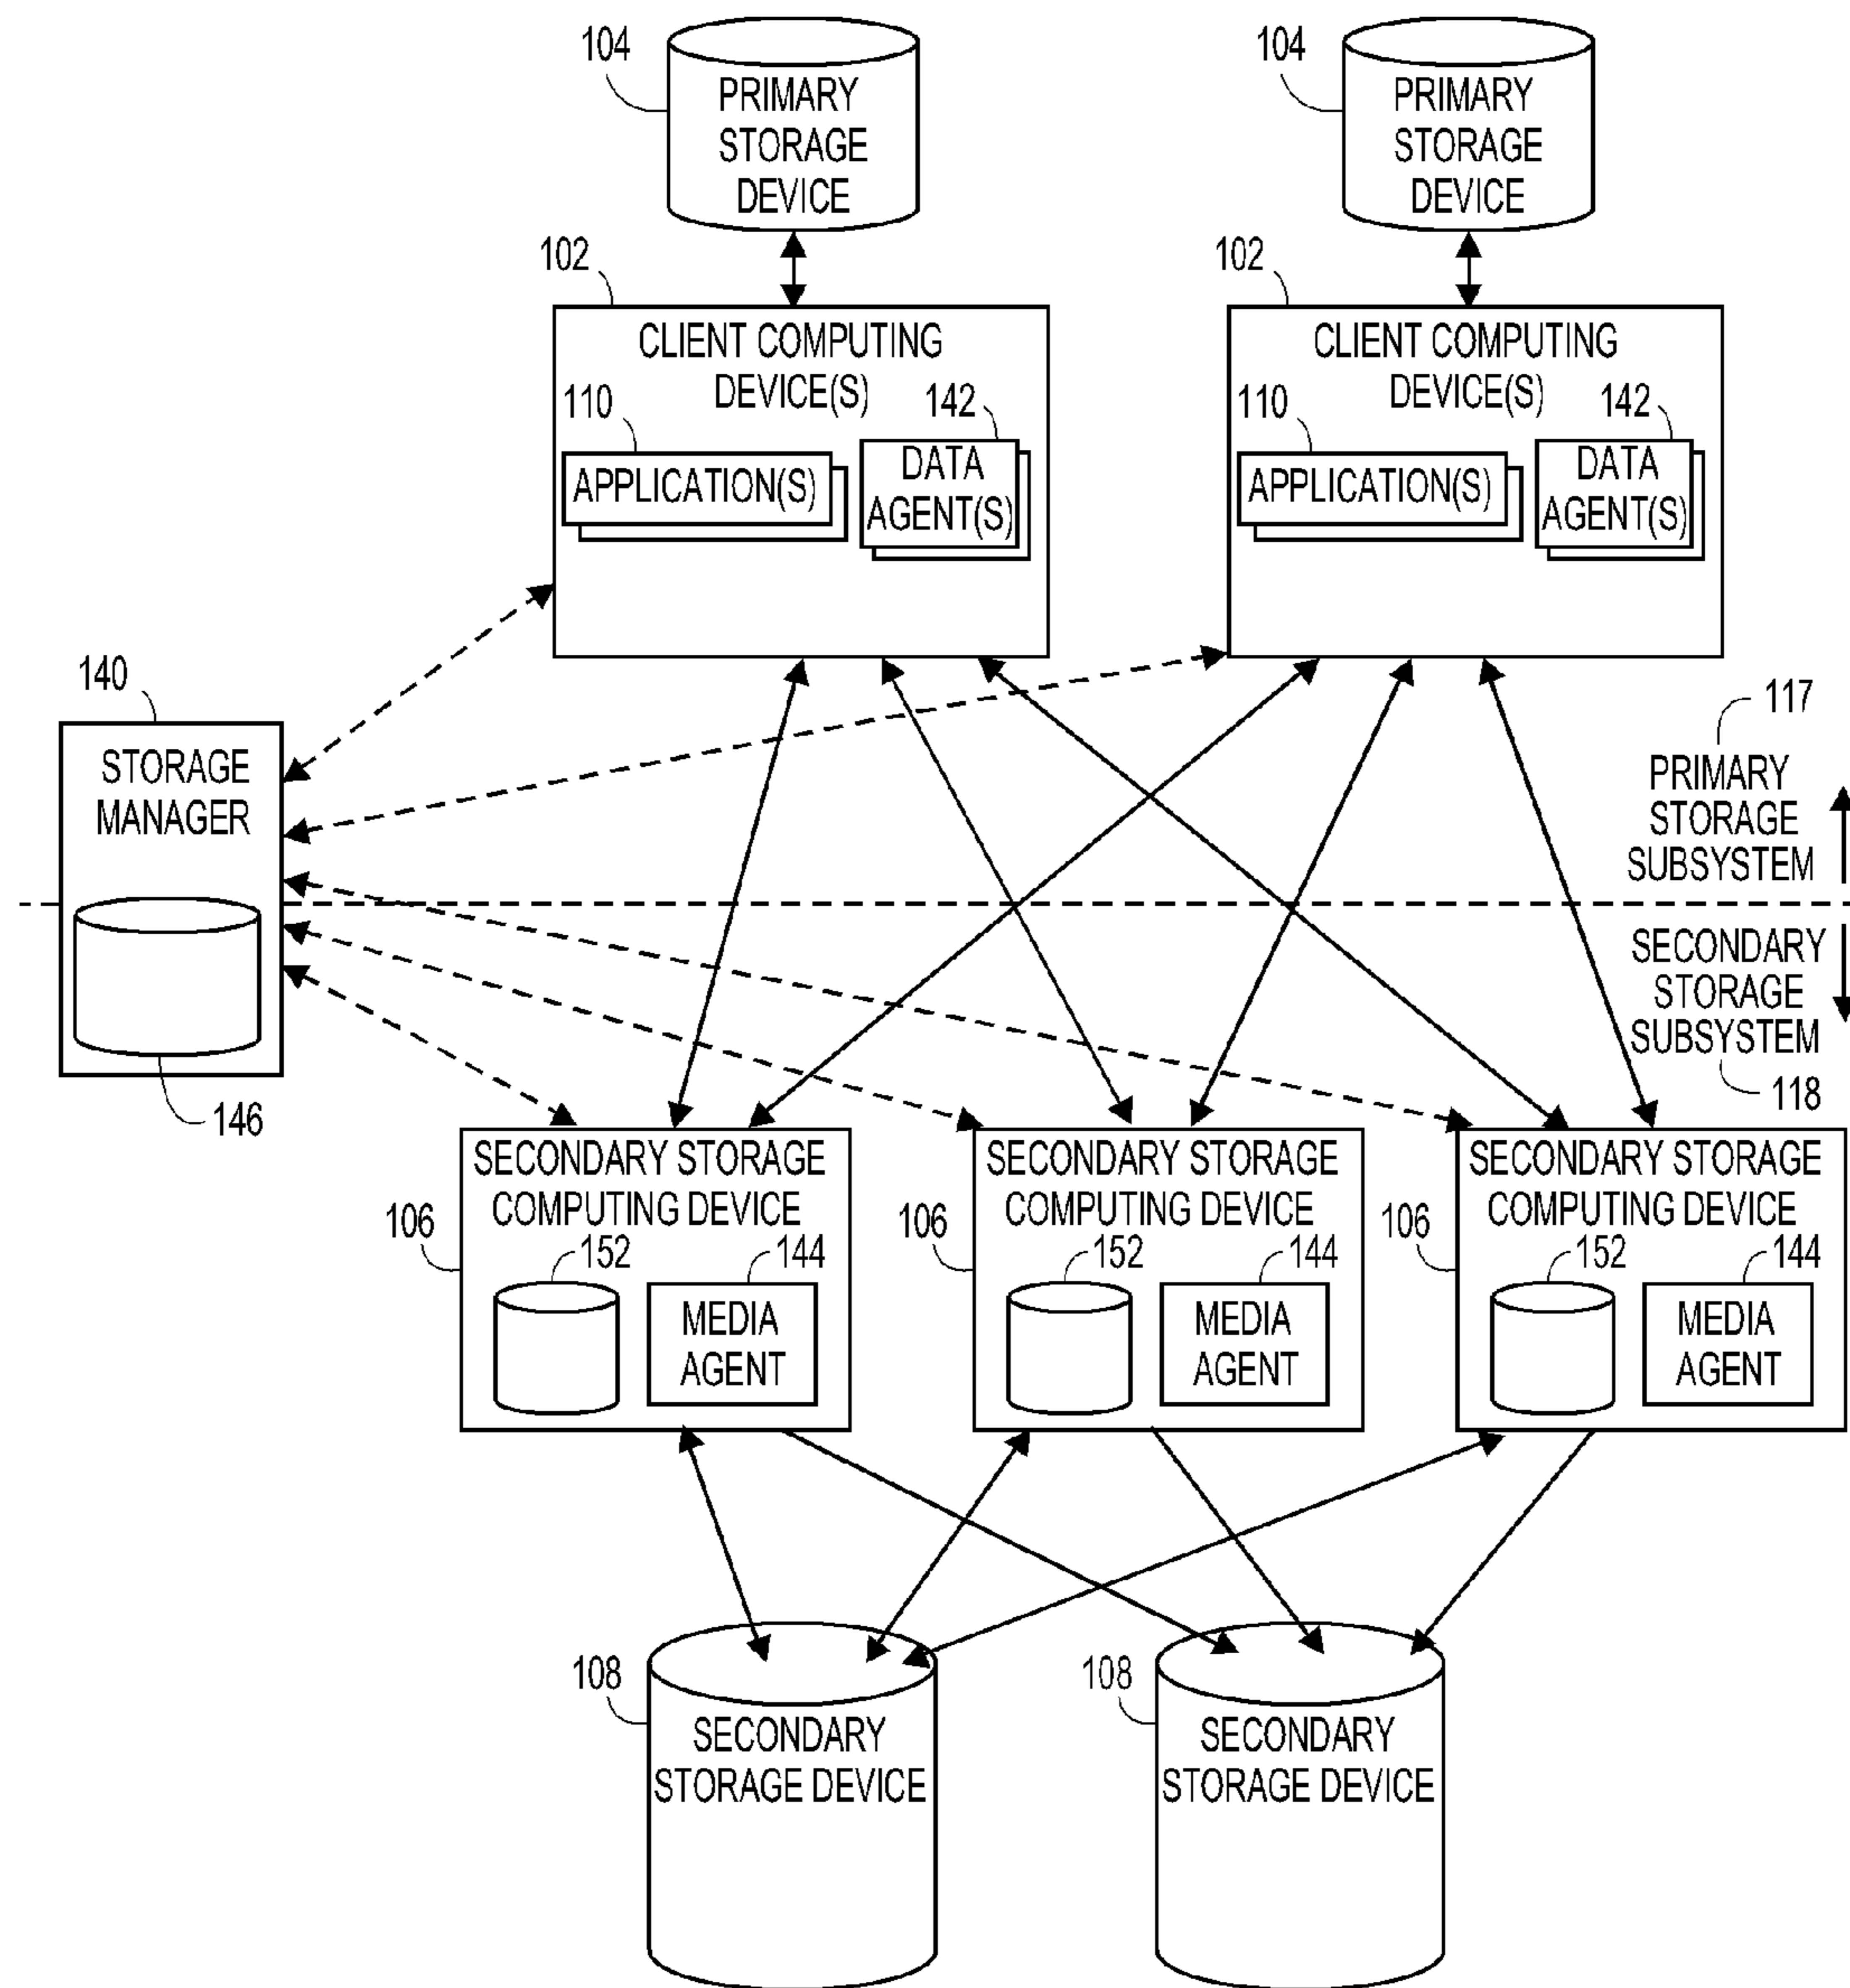 104
PRIMARY
STORAGE
DEVICE
104
PRIMARY
STORAGE
DEVICE
102
CLIENT COMPUTING
DEVICE(S)
110
142
APPLICATION(S)
DATA
AGENT(S)
102
CLIENT COMPUTING
DEVICE(S)
110
142
APPLICATION(S)
DATA
AGENT(S)
140
STORAGE
MANAGER
146
117
PRIMARY
STORAGE
SUBSYSTEM
SECONDARY
STORAGE
SUBSYSTEM
118
SECONDARY STORAGE
COMPUTING DEVICE
106
152
144
MEDIA
AGENT
SECONDARY STORAGE
COMPUTING DEVICE
106
152
144
MEDIA
AGENT
SECONDARY STORAGE
COMPUTING DEVICE
106
152
144
MEDIA
AGENT
108
SECONDARY
STORAGE DEVICE
108
SECONDARY
STORAGE DEVICE